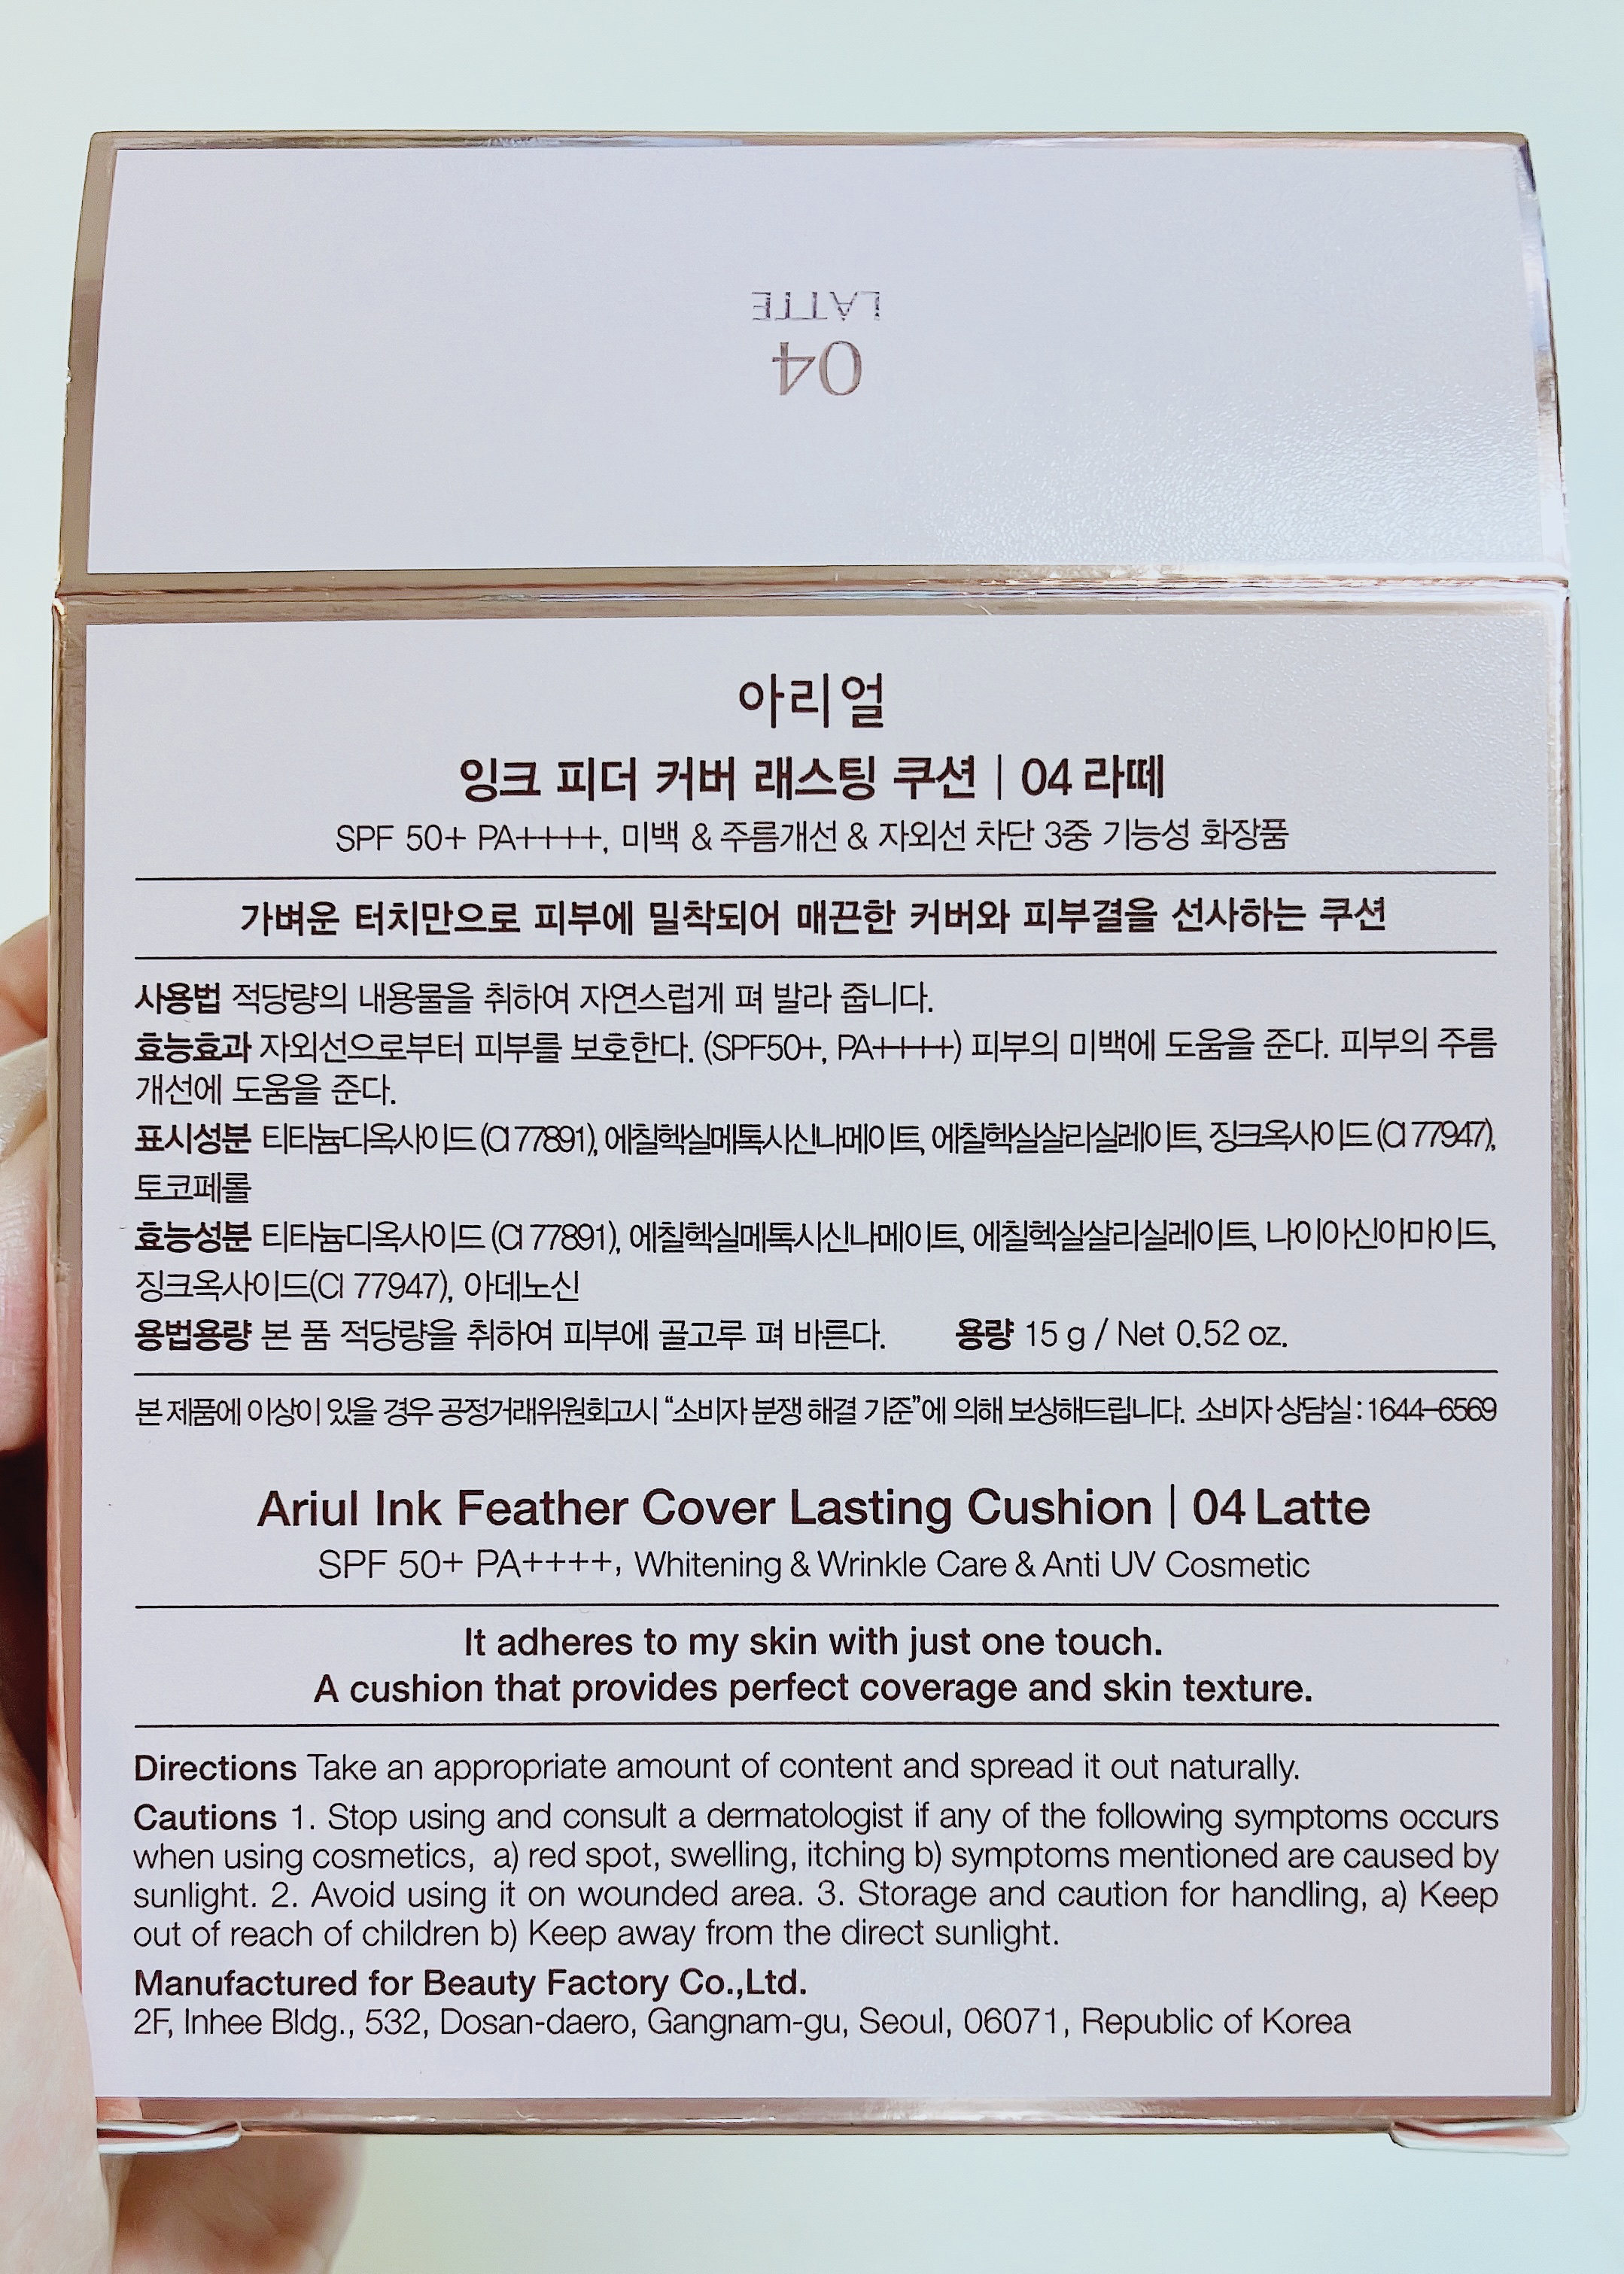 LATTE
04
아리얼
잉크 피더 커버 래스팅 쿠션 | 04 라떼
SPF 50+ PA++++, 미백 & 주름개선 & 자외선 차단 3중 기능성 화장품
가벼운 터치만으로 피부에 밀착되어 매끈한 커버와 피부결을 선사하는 쿠션
사용법 적당량의 내용물을 취하여 자연스럽게 펴 발라 줍니다.
효능효과 자외선으로부터 피부를 보호한다. (SPF50+, PA++++) 피부의 미백에 도움을 준다. 피부의 주름
개선에 도움을 준다.
표시성분 티타늄디옥사이드 (CI 77891), 에칠헥실메톡시신나메이트, 에칠헥실살리실레이트, 징크옥사이드 (CI 77947),
토코페롤
효능성분 티타늄디옥사이드 (CI 77891), 에칠헥실메톡시신나메이트, 에칠헥실살리실레이트, 나이아신아마이드,
징크옥사이드(CI 77947), 아데노신
용법용량 본 품 적당량을 취하여 피부에 골고루 펴 바른다. 용량 15 g / Net 0.52 oz.
본 제품에 이상이 있을 경우 공정거래위원회고시 “소비자 분쟁 해결 기준”에 의해 보상해드립니다. 소비자 상담실 : 1644-6569
Ariul Ink Feather Cover Lasting Cushion | 04 Latte
SPF 50+ PA++++, Whitening & Wrinkle Care & Anti UV Cosmetic
It adheres to my skin with just one touch.
A cushion that provides perfect coverage and skin texture.
Directions Take an appropriate amount of content and spread it out naturally.
Cautions 1. Stop using and consult a dermatologist if any of the following symptoms occurs
when using cosmetics, a) red spot, swelling, itching b) symptoms mentioned are caused by
sunlight. 2. Avoid using it on wounded area. 3. Storage and caution for handling, a) Keep
out of reach of children b) Keep away from the direct sunlight.
Manufactured for Beauty Factory Co.,Ltd.
2F, Inhee Bldg., 532, Dosan-daero, Gangnam-gu, Seoul, 06071, Republic of Korea